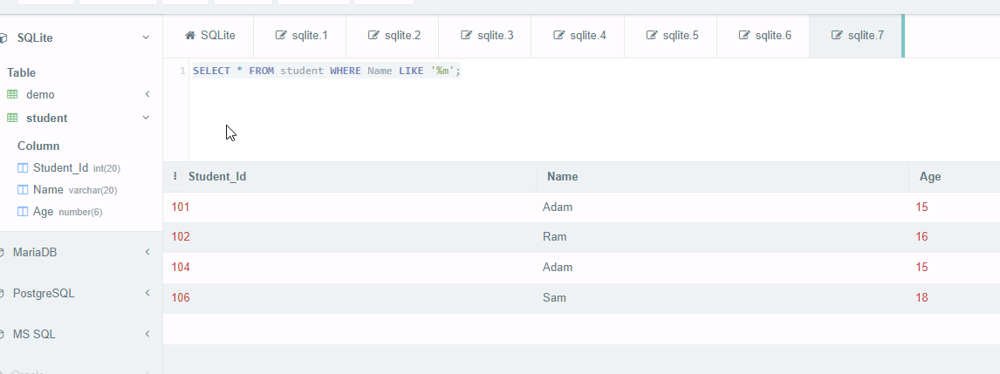 SQLite
Table
demo
student
Column
Student_Id int(20)
Name varchar(20)
Age number(6)
MariaDB
PostgreSQL
MS SQL
SQLite sqlite.1 sqlite.2 sqlite.3 sqlite.4 sqlite.5 sqlite.6 sqlite.7
1 SELECT * FROM student WHERE Name LIKE '%m';
Student_Id Name Age
101 Adam 15
102 Ram 16
104 Adam 15
106 Sam 18